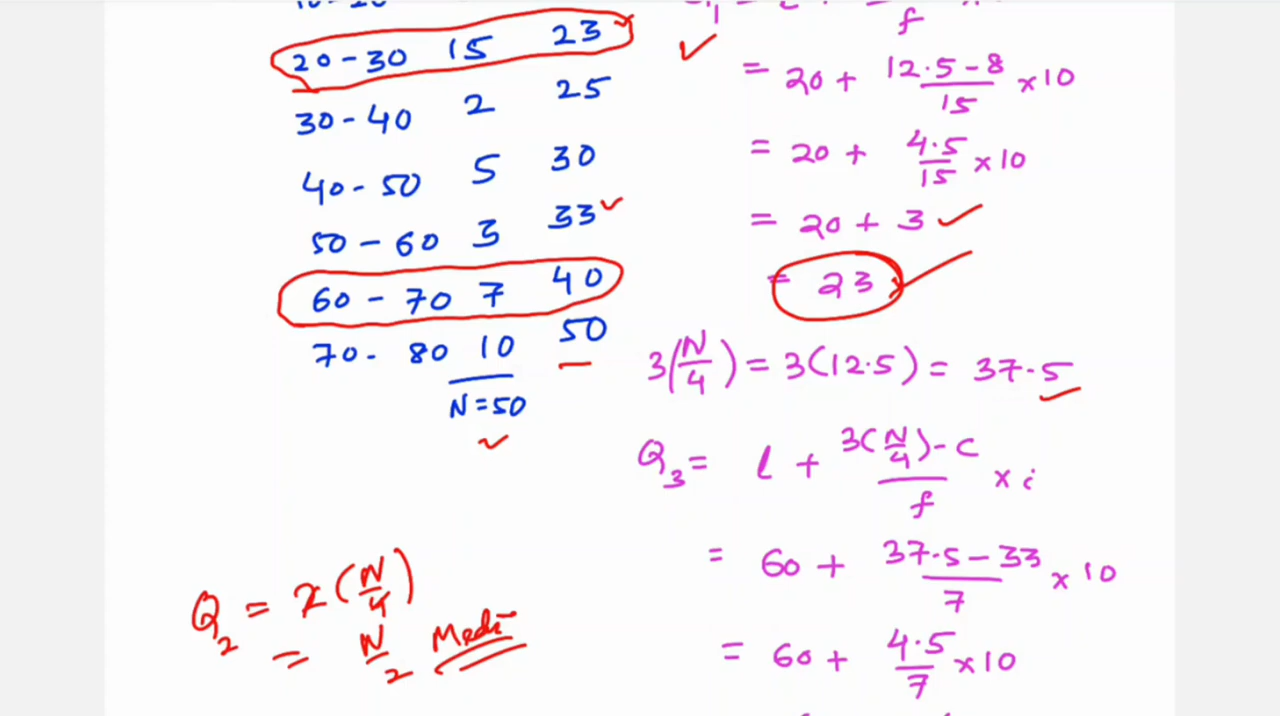 20 - 30 15 23
30 - 40 2 25
40 - 50 5 30
50 - 60 3 33
60 - 70 7 40
70 - 80 10 50
N = 50
Q₂ = 2(N/4)
= N/2
f
= 20 + (12.5 - 8)/15 × 10
= 20 + 4.5/15 × 10
= 20 + 3
= 23
3(N/4) = 3(12.5) = 37.5
Q₃ = l + (3(N/4) - C)/f × i
= 60 + (37.5 - 33)/7 × 10
= 60 + 4.5/7 × 10